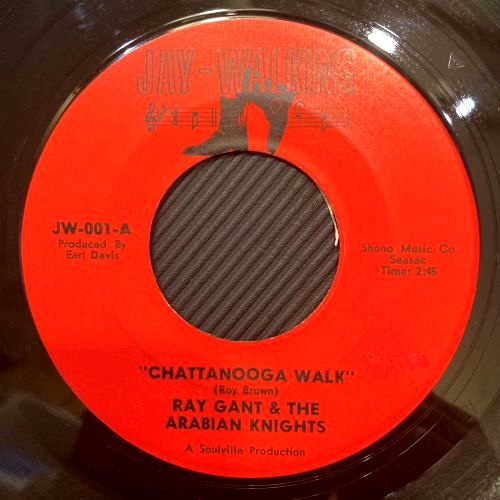 JAY-WALKING
JW-001-A
Produced By
Earl Davis
Shono Music Co.
Seasac
Time: 2:45
"CHATTANOOGA WALK"
(Roy Brown)
RAY GANT & THE
ARABIAN KNIGHTS
A Soulville Production